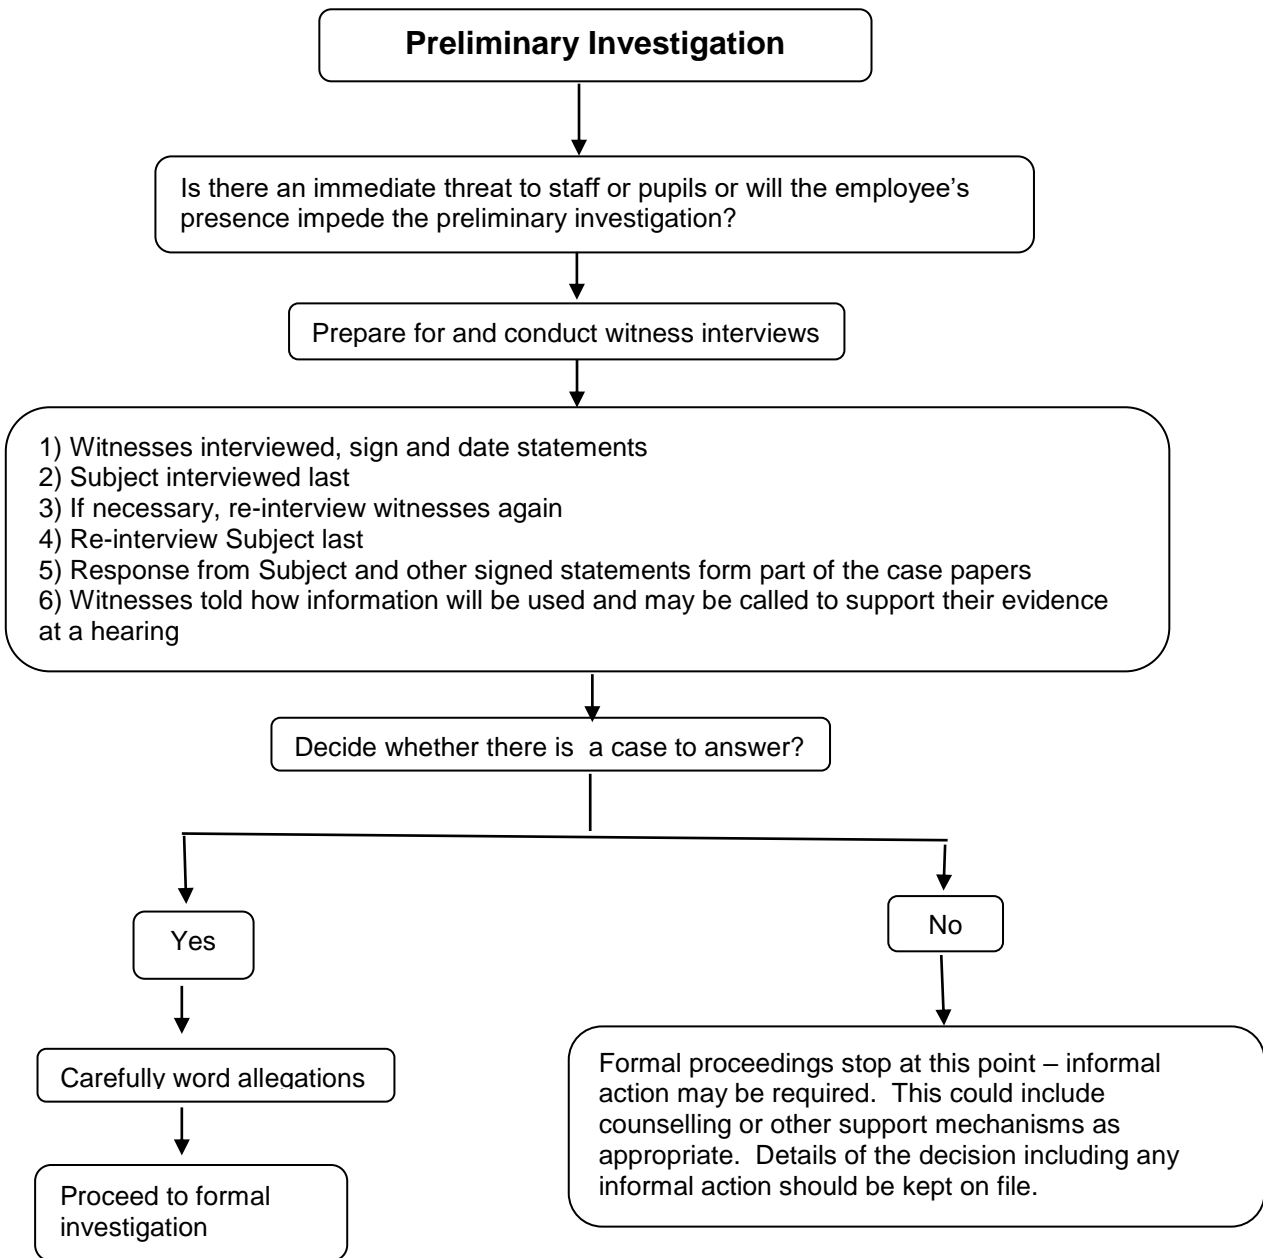 Preliminary Investigation
Is there an immediate threat to staff or pupils or will the employee’s
presence impede the preliminary investigation?
Prepare for and conduct witness interviews
1) Witnesses interviewed, sign and date statements
2) Subject interviewed last
3) If necessary, re-interview witnesses again
4) Re-interview Subject last
5) Response from Subject and other signed statements form part of the case papers
6) Witnesses told how information will be used and may be called to support their evidence
at a hearing
Decide whether there is  a case to answer?
Yes
No
Carefully word allegations
Proceed to formal
investigation
Formal proceedings stop at this point – informal
action may be required.  This could include
counselling or other support mechanisms as
appropriate.  Details of the decision including any
informal action should be kept on file.